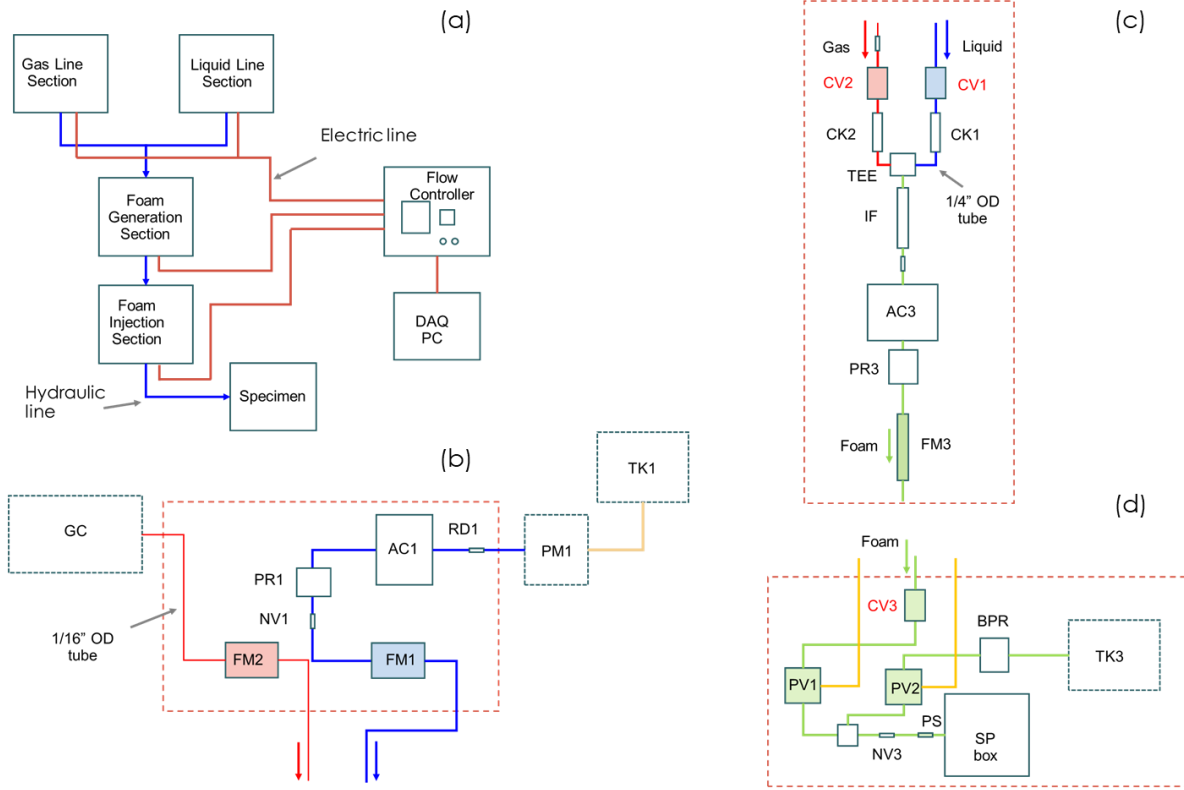 (a)
Gas Line
Section
Liquid Line
Section
Electric line
Foam
Generation
Section
Flow
Controller
Foam
Injection
Section
DAQ
PC
Hydraulic
line
Specimen
(b)
GC
TK1
RD1
AC1
PM1
PR1
NV1
1/16” OD
tube
FM2
FM1
(c)
Gas
Liquid
CV2
CV1
CK2
CK1
TEE
1/4” OD
tube
IF
AC3
PR3
Foam
FM3
(d)
Foam
CV3
BPR
TK3
PV1
PV2
PS
NV3
SP
box